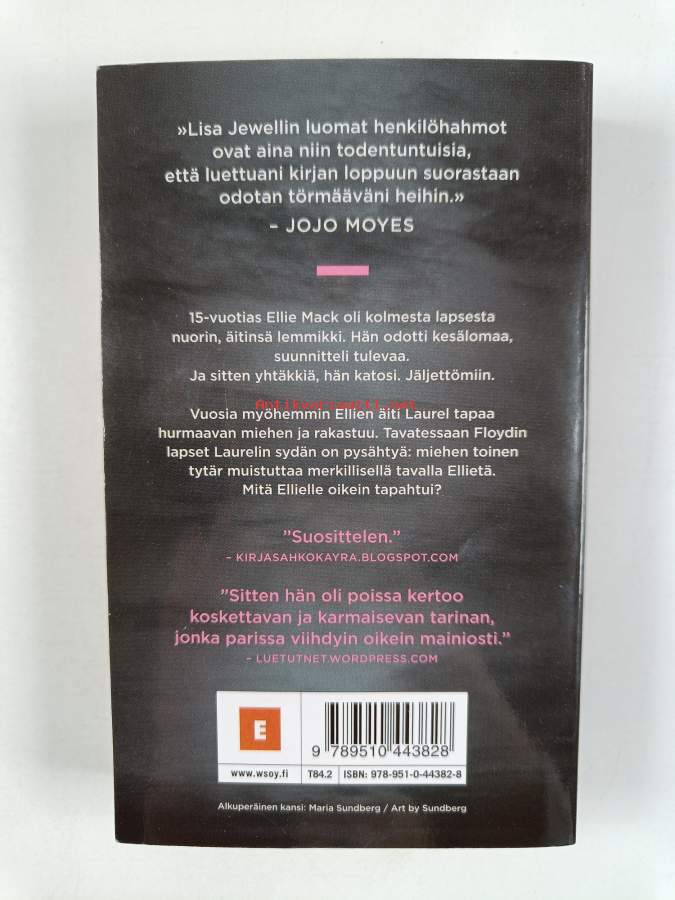 »Lisa Jewellin luomat henkilöhahmot
ovat aina niin todentuntuisia,
että luettuani kirjan loppuun suorastaan
odotan törmääväni heihin.»
– JOJO MOYES
15-vuotias Ellie Mack oli kolmesta lapsesta
nuorin, äitinsä lemmikki. Hän odotti kesälomaa,
suunnitteli tulevaa.
Ja sitten yhtäkkiä, hän katosi. Jäljettömiin.
Antikvariaatti.net
Vuosia myöhemmin Ellien äiti Laurel tapaa
hurmaavan miehen ja rakastuu. Tavatessaan Floydin
lapset Laurelin sydän on pysähtyä: miehen toinen
tytär muistuttaa merkillisellä tavalla Ellietä.
Mitä Ellielle oikein tapahtui?
"Suosittelen."
– KIRJASAHKOKAYRA.BLOGSPOT.COM
"Sitten hän oli poissa kertoo
koskettavan ja karmaisevan tarinan,
jonka parissa viihdyin oikein mainiosti."
– LUETUTNET.WORDPRESS.COM
E
9 789510 443828
www.wsoy.fi T84.2 ISBN: 978-951-0-44382-8
Alkuperäinen kansi: Maria Sundberg / Art by Sundberg